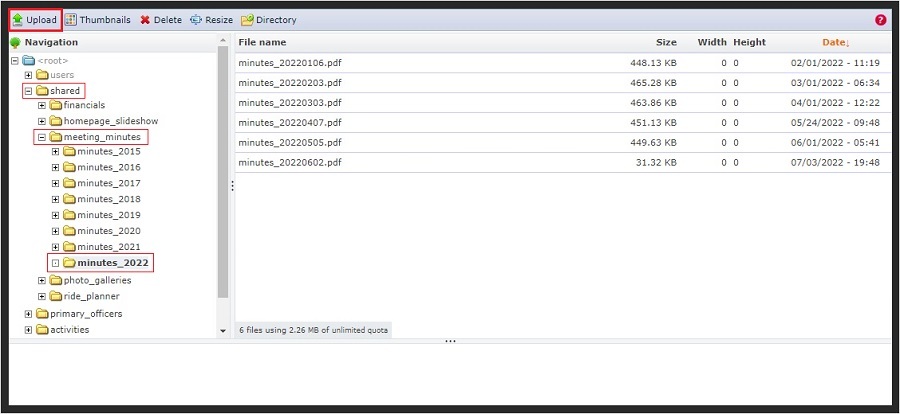 Upload Thumbnails Delete Resize Directory ?
Navigation
<root>
users
shared
financials
homepage_slideshow
meeting_minutes
minutes_2015
minutes_2016
minutes_2017
minutes_2018
minutes_2019
minutes_2020
minutes_2021
minutes_2022
photo_galleries
ride_planner
primary_officers
activities
File name Size Width Height Date↓
minutes_20220106.pdf 448.13 KB 0 0 02/01/2022 - 11:19
minutes_20220203.pdf 465.28 KB 0 0 03/01/2022 - 06:34
minutes_20220303.pdf 463.86 KB 0 0 04/01/2022 - 12:22
minutes_20220407.pdf 451.13 KB 0 0 05/24/2022 - 09:48
minutes_20220505.pdf 449.63 KB 0 0 06/01/2022 - 05:41
minutes_20220602.pdf 31.32 KB 0 0 07/03/2022 - 19:48
6 files using 2.26 MB of unlimited quota